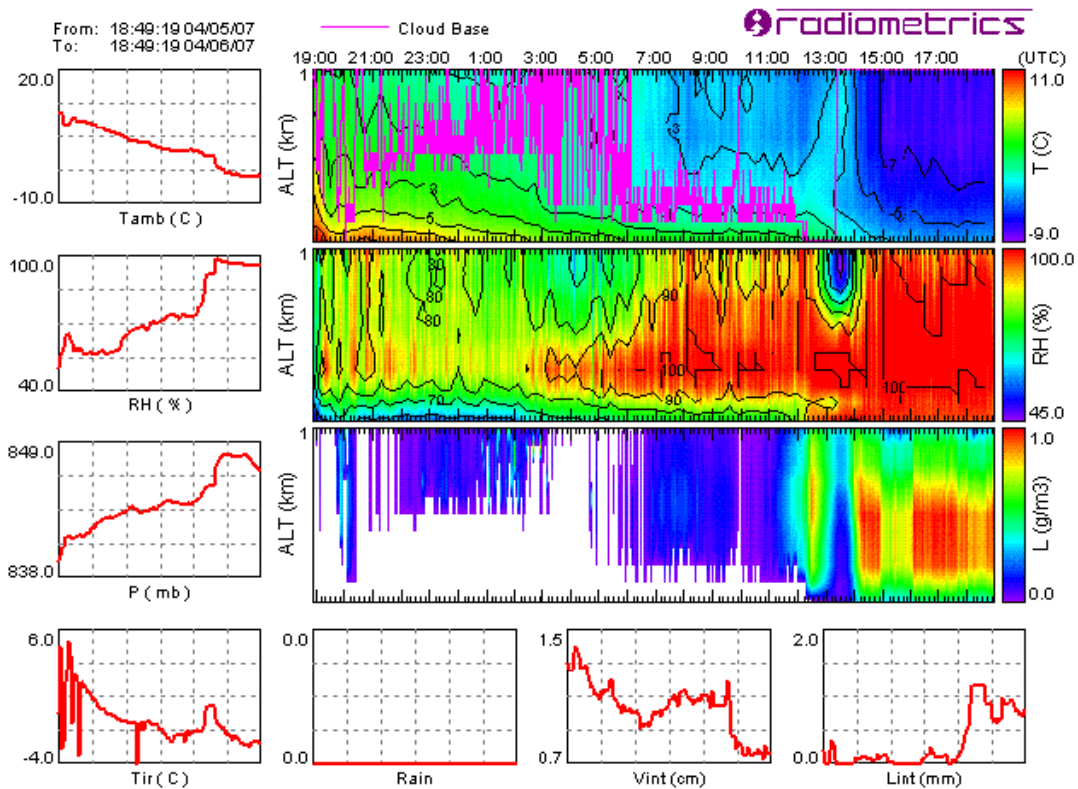 From: 18:49:19 04/05/07
To: 18:49:19 04/06/07
Cloud Base
radiometrics
19:00 21:00 23:00 1:00 3:00 5:00 7:00 9:00 11:00 13:00 15:00 17:00 (UTC)
20.0
-10.0
Tamb (C)
1
ALT (km)
-3
3
5
-7
-5
11.0
T (C)
-9.0
100.0
40.0
RH (%)
1
ALT (km)
80
80
80
90
100
70
90
100
100.0
RH (%)
45.0
849.0
838.0
P (mb)
1
ALT (km)
1.0
L (g/m3)
0.0
6.0
-4.0
Tir (C)
0.0
0.0
Rain
1.5
0.7
Vint (cm)
2.0
0.0
Lint (mm)